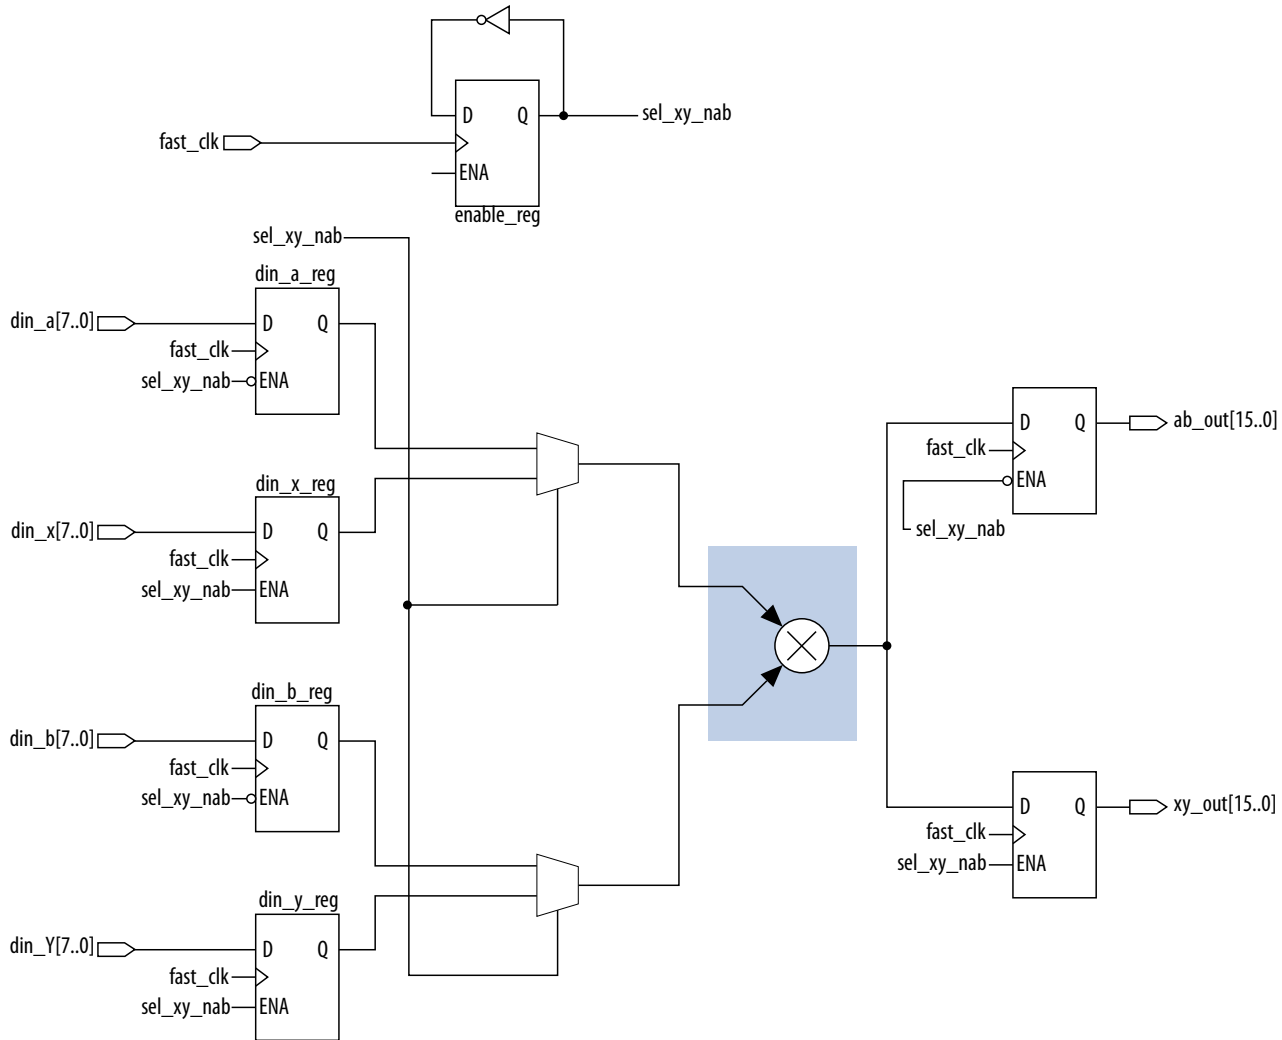 D Q sel_xy_nab
fast_clk
ENA
enable_reg
sel_xy_nab
din_a_reg
din_a[7..0] D Q
fast_clk
sel_xy_nab ENA
din_x_reg
din_x[7..0] D Q
fast_clk
sel_xy_nab ENA
din_b_reg
din_b[7..0] D Q
fast_clk
sel_xy_nab ENA
din_y_reg
din_Y[7..0] D Q
fast_clk
sel_xy_nab ENA
D Q ab_out[15..0]
fast_clk
ENA
sel_xy_nab
D Q xy_out[15..0]
fast_clk
sel_xy_nab ENA